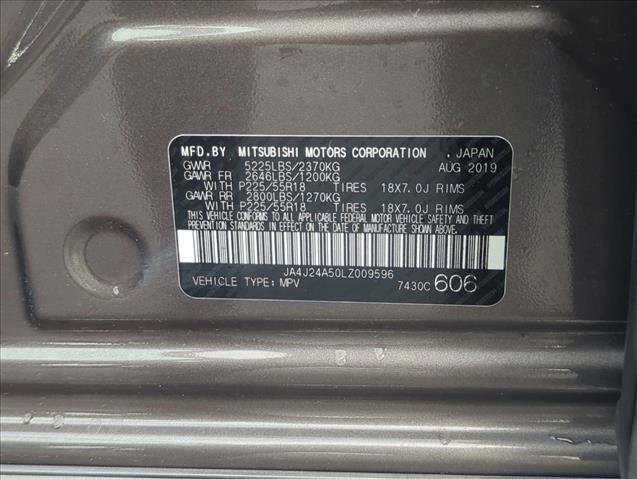 MFD.BY MITSUBISHI MOTORS CORPORATION . JAPAN
GVWR 5225LBS/2370KG AUG 2019
GAWR FR 2646LBS/1200KG
WITH P225/55R18 TIRES 18X7.0J RIMS
GAWR RR 2800LBS/1270KG
WITH P225/55R18 TIRES 18X7.0J RIMS
THIS VEHICLE CONFORMS TO ALL APPLICABLE FEDERAL MOTOR VEHICLE SAFETY AND THEFT
PREVENTION STANDARDS IN EFFECT ON THE DATE OF MANUFACTURE SHOWN ABOVE.
JA4J24A50LZ009596
VEHICLE TYPE: MPV 7430C 606